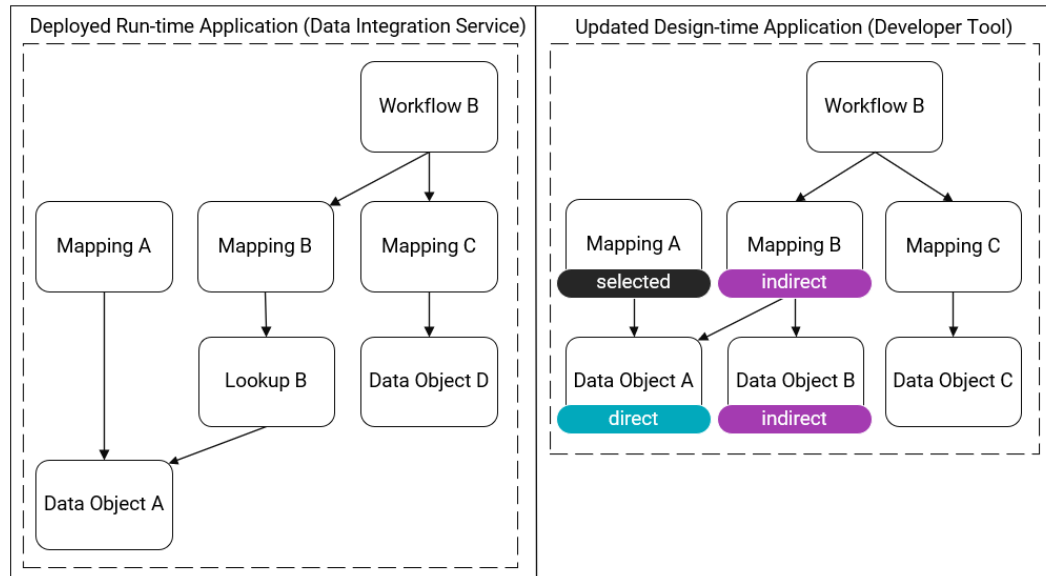 Deployed Run-time Application (Data Integration Service)
Workflow B
Mapping A
Mapping B
Mapping C
Lookup B
Data Object D
Data Object A
Updated Design-time Application (Developer Tool)
Workflow B
Mapping A
selected
Mapping B
indirect
Mapping C
Data Object A
direct
Data Object B
indirect
Data Object C